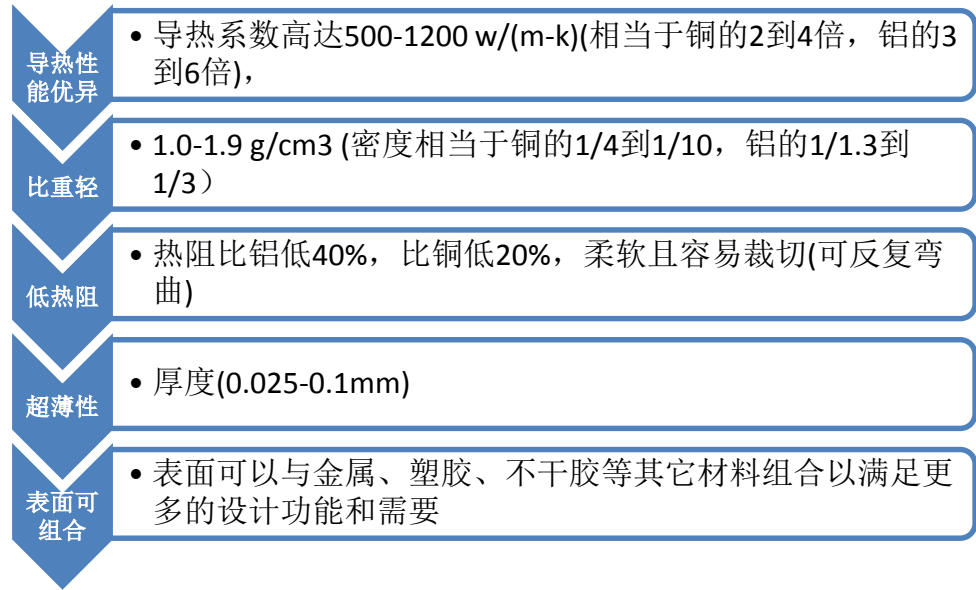 导热性
能优异
• 导热系数高达500-1200 w/(m-k)(相当于铜的2到4倍，铝的3
到6倍)，
比重轻
• 1.0-1.9 g/cm3 (密度相当于铜的1/4到1/10，铝的1/1.3到
1/3）
低热阻
• 热阻比铝低40%，比铜低20%，柔软且容易裁切(可反复弯
曲)
超薄性
• 厚度(0.025-0.1mm)
表面可
组合
• 表面可以与金属、塑胶、不干胶等其它材料组合以满足更
多的设计功能和需要